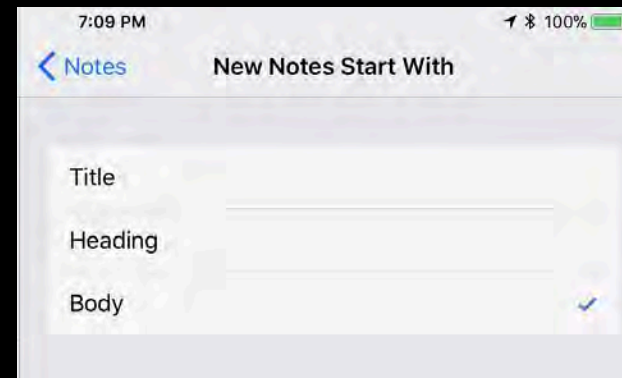 7:09 PM 100%
Notes New Notes Start With
Title
Heading
Body